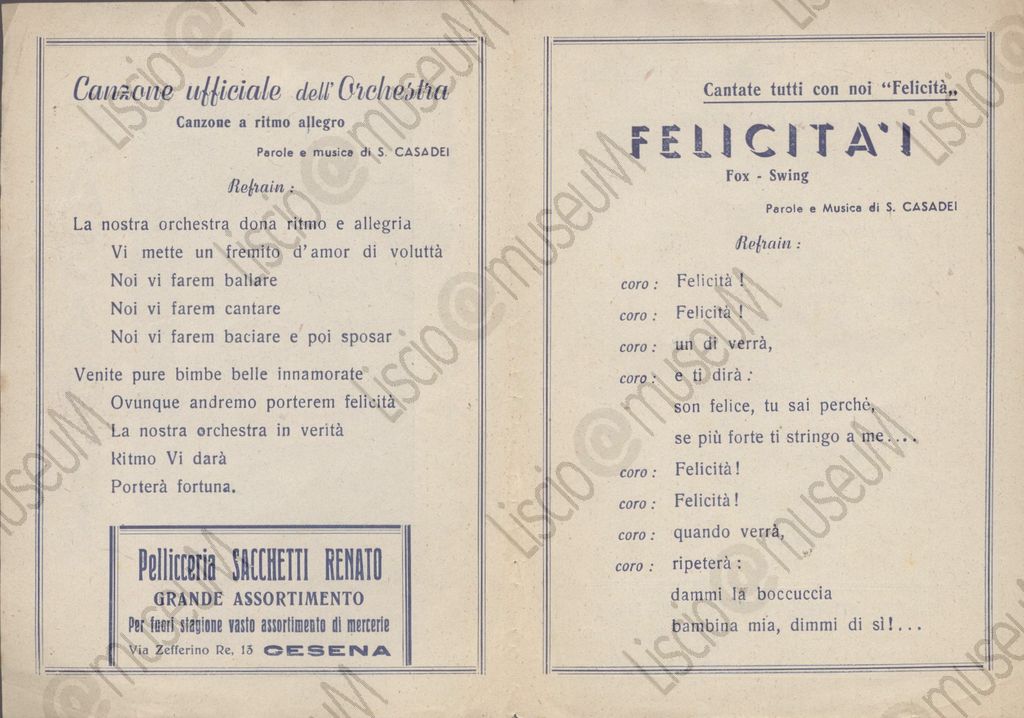 Canzone ufficiale dell'Orchestra
Canzone a ritmo allegro
Parole e musica di S. CASADEI
Refrain :
La nostra orchestra dona ritmo e allegria
Vi mette un fremito d'amor di voluttà
Noi vi farem ballare
Noi vi farem cantare
Noi vi farem baciare e poi sposar
Venite pure bimbe belle innamorate
Ovunque andremo porterem felicità
La nostra orchestra in verità
Ritmo Vi darà
Porterà fortuna.
Pellicceria SACCHETTI RENATO
GRANDE ASSORTIMENTO
Per fuori stagione vasto assortimento di mercerie
Via Zefferino Re, 13 CESENA
Cantate tutti con noi "Felicità„
FELICITA'!
Fox - Swing
Parole e Musica di S. CASADEI
Refrain :
coro : Felicità !
coro : Felicità !
coro : un dì verrà,
coro : e ti dirà :
son felice, tu sai perché,
se più forte ti stringo a me....
coro : Felicità !
coro : Felicità !
coro : quando verrà,
coro : ripeterà :
dammi la boccuccia
bambina mia, dimmi di sì!...
Liscio@museuM